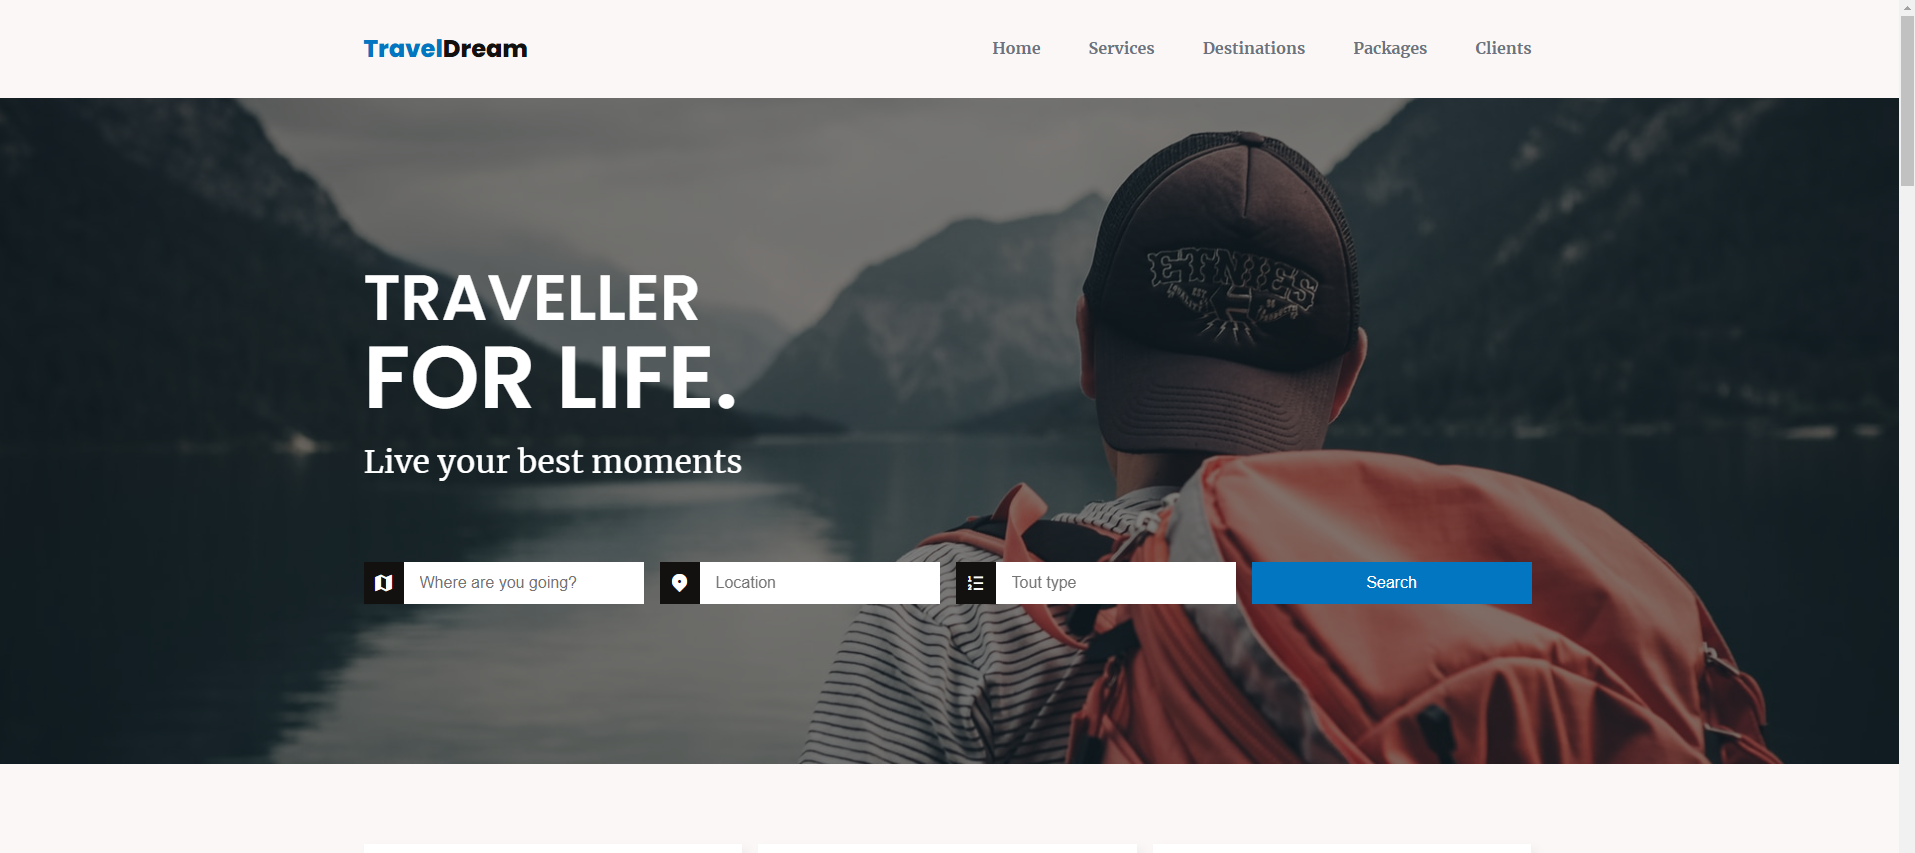 TravelDream
Home Services Destinations Packages Clients
TRAVELLER
FOR LIFE.
Live your best moments
ETNIES
Where are you going?
Location
Tout type
Search